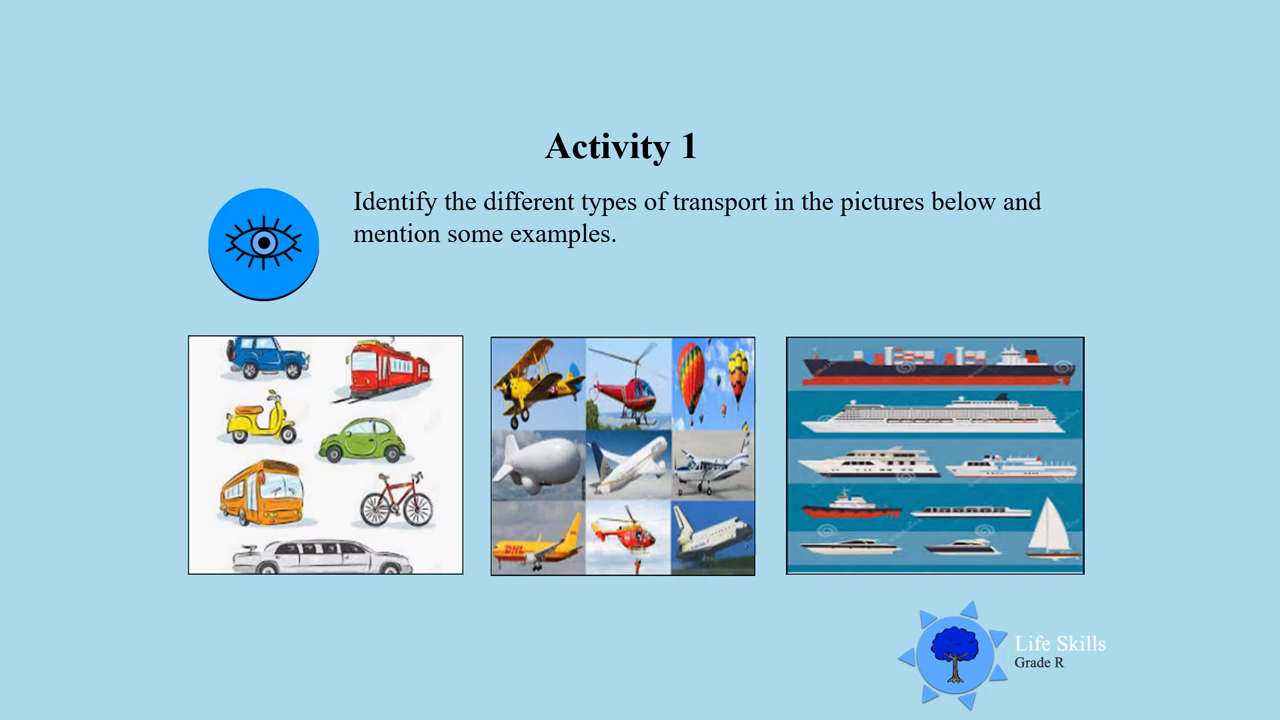 Activity 1
Identify the different types of transport in the pictures below and
mention some examples.
DHL
Life Skills
Grade R